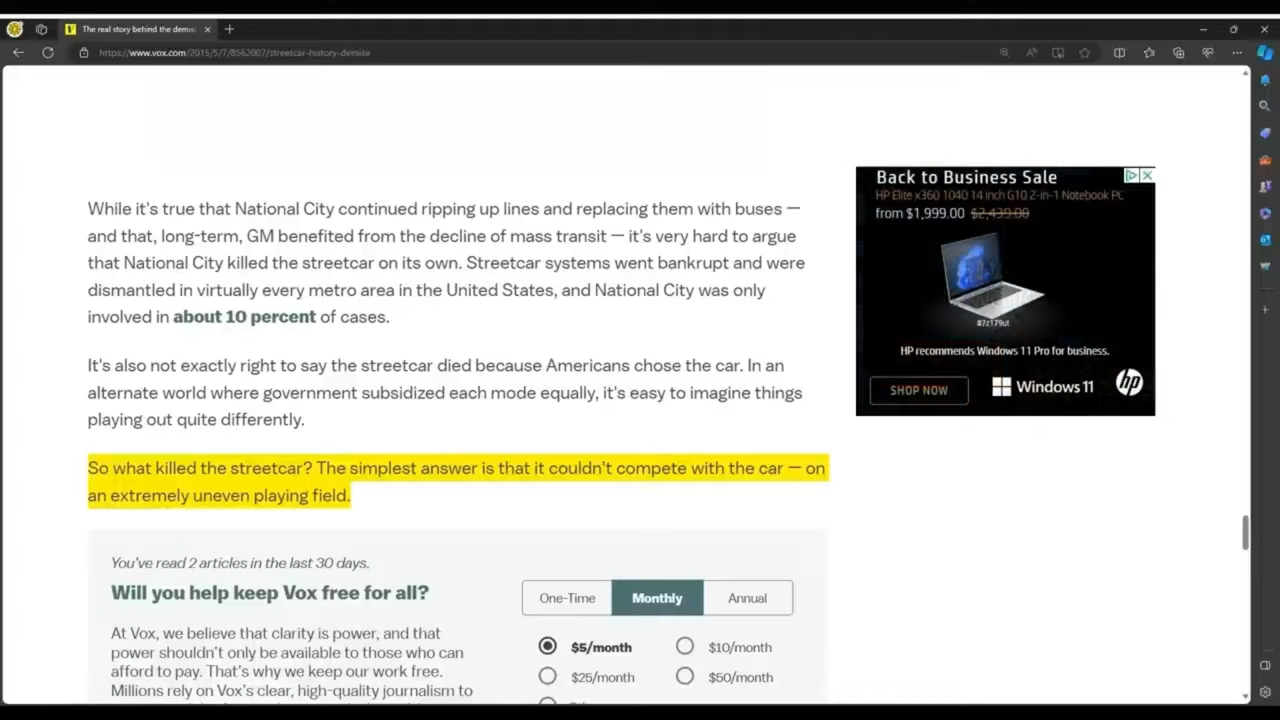 The real story behind the demis
https://www.vox.com/2015/5/7/8562007/streetcar-history-demise
While it's true that National City continued ripping up lines and replacing them with buses —
and that, long-term, GM benefited from the decline of mass transit — it's very hard to argue
that National City killed the streetcar on its own. Streetcar systems went bankrupt and were
dismantled in virtually every metro area in the United States, and National City was only
involved in about 10 percent of cases.
It's also not exactly right to say the streetcar died because Americans chose the car. In an
alternate world where government subsidized each mode equally, it's easy to imagine things
playing out quite differently.
So what killed the streetcar? The simplest answer is that it couldn't compete with the car — on
an extremely uneven playing field.
You've read 2 articles in the last 30 days.
Will you help keep Vox free for all?
At Vox, we believe that clarity is power, and that
power shouldn't only be available to those who can
afford to pay. That's why we keep our work free.
Millions rely on Vox's clear, high-quality journalism to
One-Time Monthly Annual
$5/month $10/month
$25/month $50/month
Back to Business Sale
HP Elite x360 1040 14 inch G10 2-in-1 Notebook PC
from $1,999.00 $2,439.00
#7z179ut
HP recommends Windows 11 Pro for business.
SHOP NOW Windows 11 hp